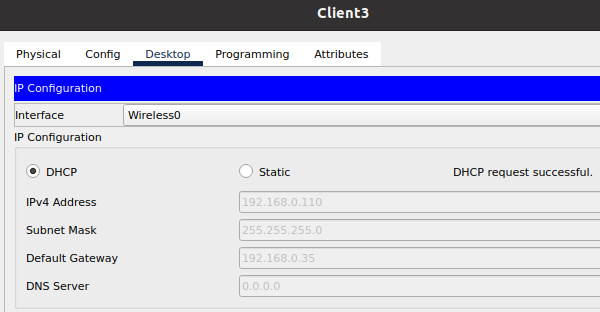 Client3
Physical Config Desktop Programming Attributes
IP Configuration
Interface Wireless0
IP Configuration
DHCP Static DHCP request successful.
IPv4 Address 192.168.0.110
Subnet Mask 255.255.255.0
Default Gateway 192.168.0.35
DNS Server 0.0.0.0